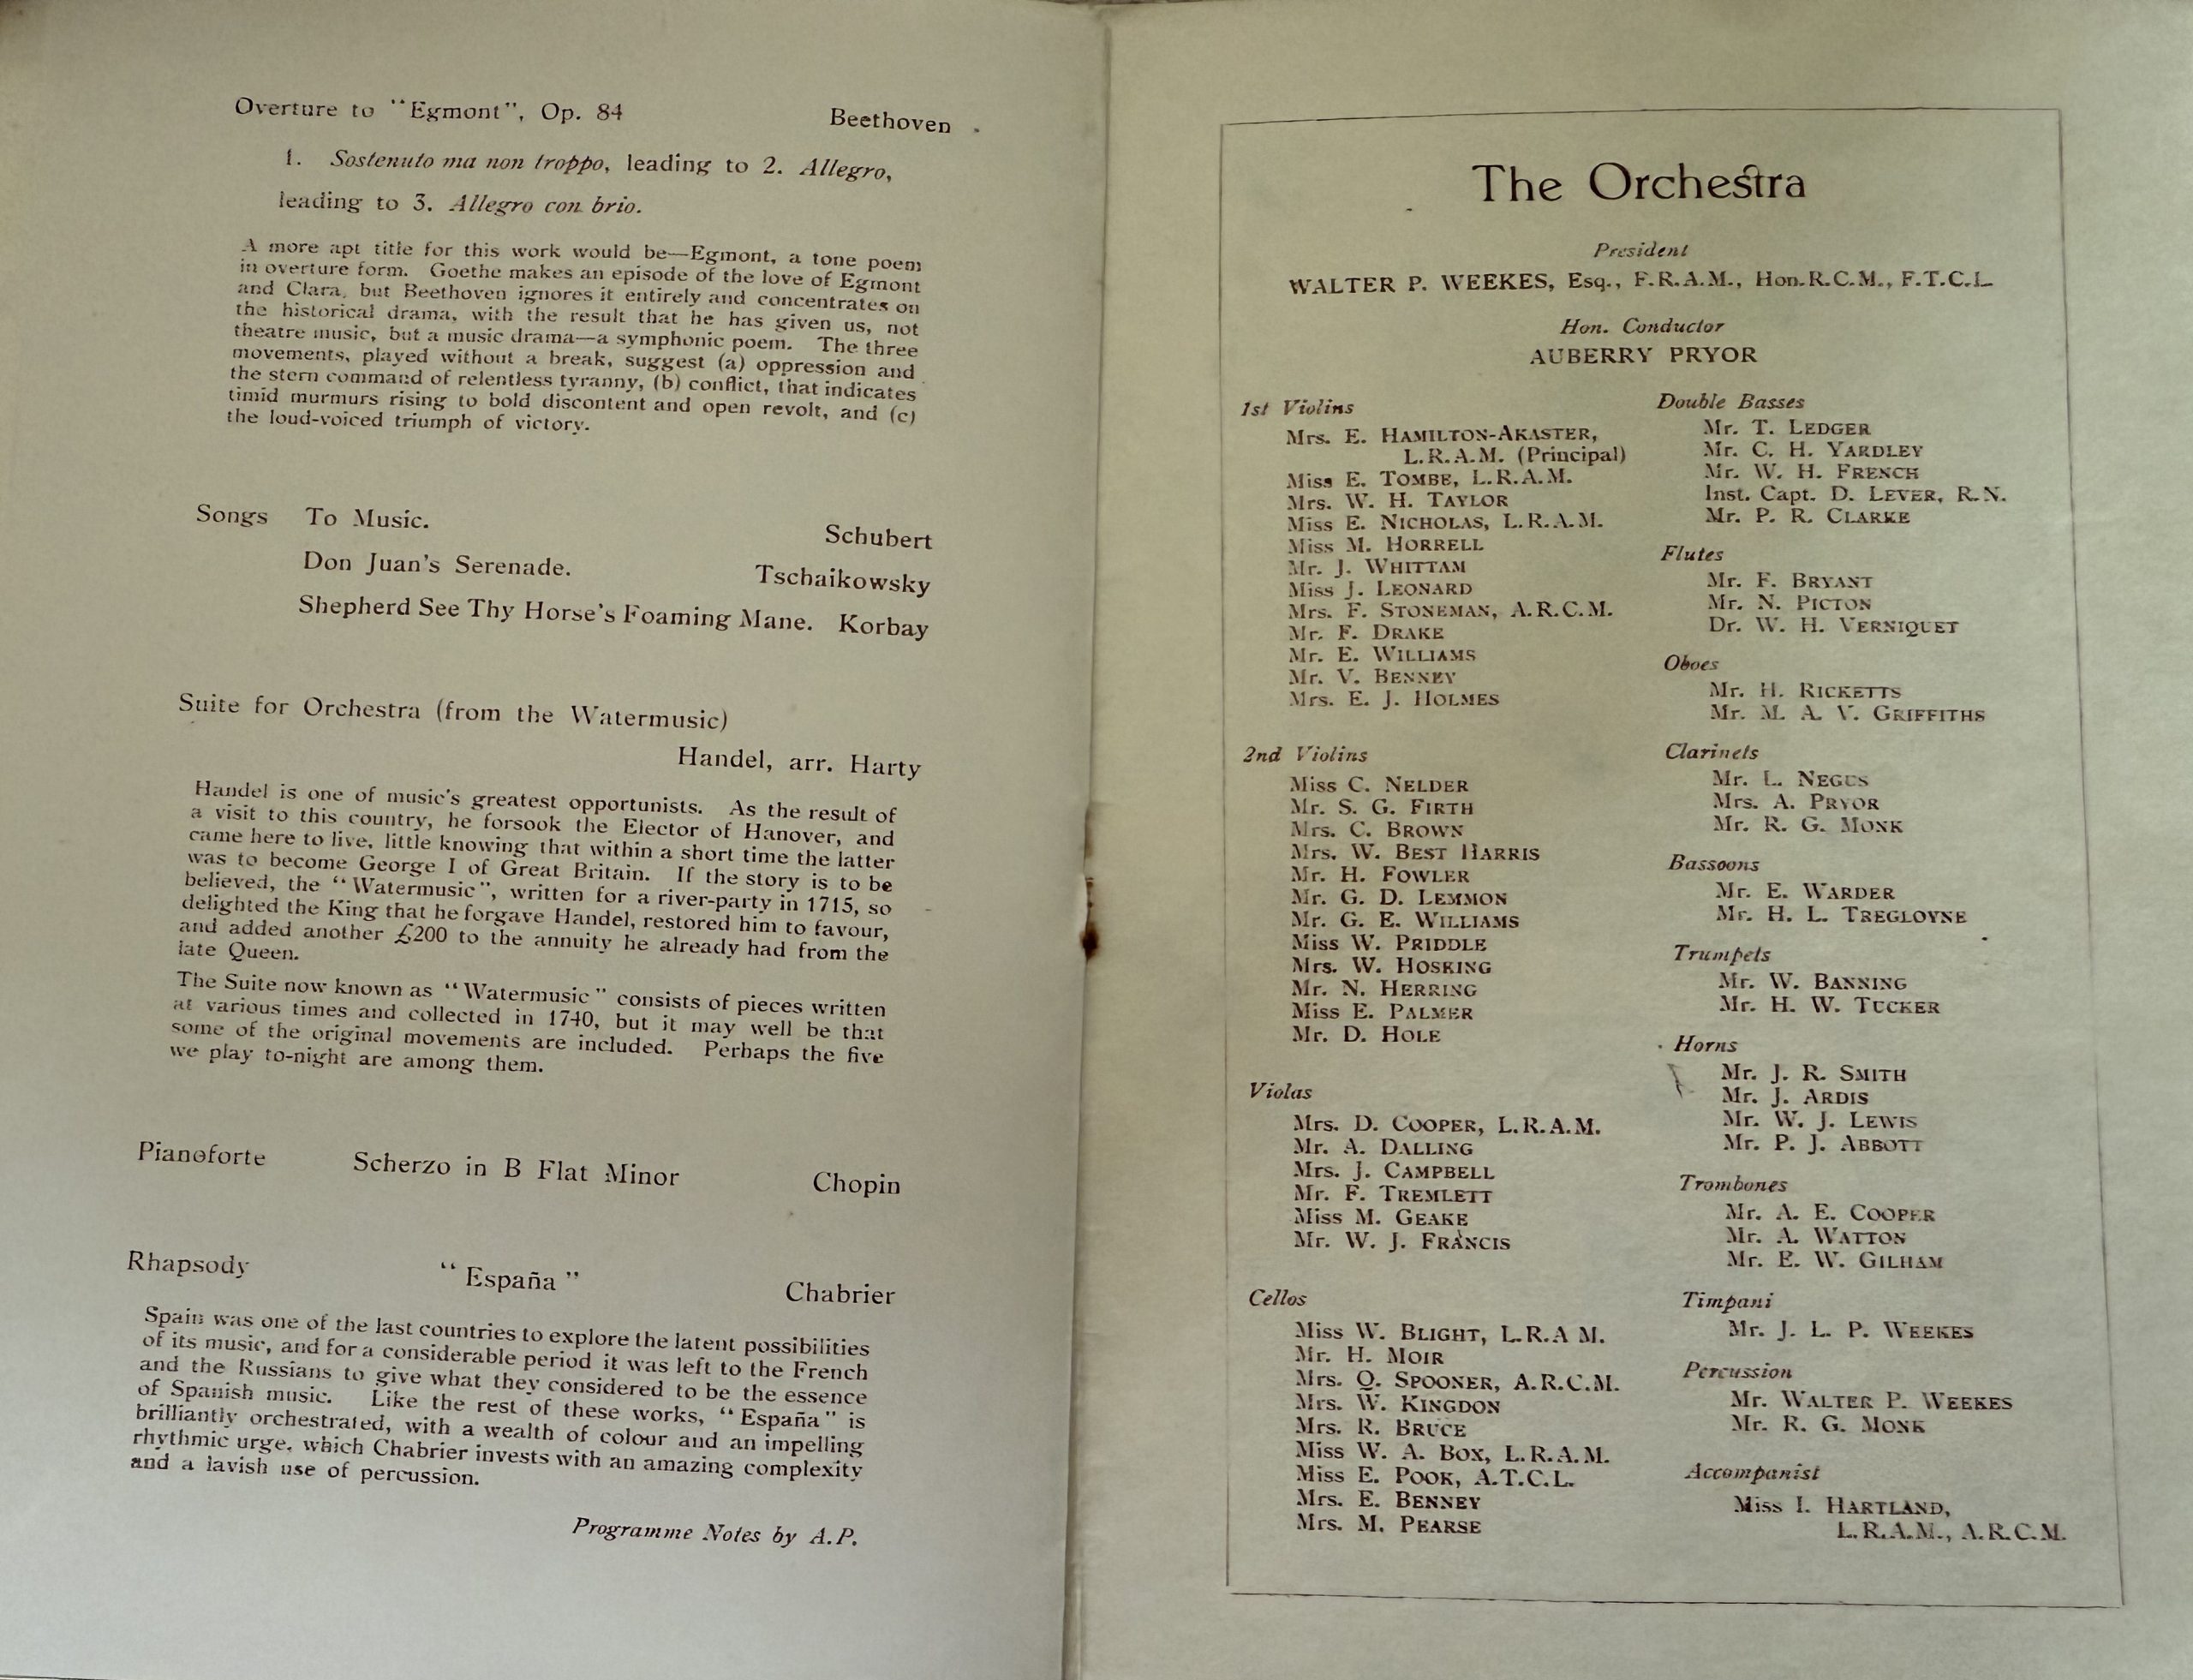 Overture to "Egmont", Op. 84 Beethoven
1. Sostenuto ma non troppo, leading to 2. Allegro,
leading to 3. Allegro con brio.
A more apt title for this work would be—Egmont, a tone poem
in overture form. Goethe makes an episode of the love of Egmont
and Clara, but Beethoven ignores it entirely and concentrates on
the historical drama, with the result that he has given us, not
theatre music, but a music drama—a symphonic poem. The three
movements, played without a break, suggest (a) oppression and
the stern command of relentless tyranny, (b) conflict, that indicates
timid murmurs rising to bold discontent and open revolt, and (c)
the loud-voiced triumph of victory.
Songs To Music. Schubert
Don Juan's Serenade. Tschaikowsky
Shepherd See Thy Horse's Foaming Mane. Korbay
Suite for Orchestra (from the Watermusic)
Handel, arr. Harty
Handel is one of music's greatest opportunists. As the result of
a visit to this country, he forsook the Elector of Hanover, and
came here to live, little knowing that within a short time the latter
was to become George I of Great Britain. If the story is to be
believed, the "Watermusic", written for a river-party in 1715, so
delighted the King that he forgave Handel, restored him to favour,
and added another £200 to the annuity he already had from the
late Queen.
The Suite now known as "Watermusic" consists of pieces written
at various times and collected in 1740, but it may well be that
some of the original movements are included. Perhaps the five
we play to-night are among them.
Pianoforte Scherzo in B Flat Minor Chopin
Rhapsody "España" Chabrier
Spain was one of the last countries to explore the latent possibilities
of its music, and for a considerable period it was left to the French
and the Russians to give what they considered to be the essence
of Spanish music. Like the rest of these works, "España" is
brilliantly orchestrated, with a wealth of colour and an impelling
rhythmic urge, which Chabrier invests with an amazing complexity
and a lavish use of percussion.
Programme Notes by A.P.
The Orchestra
President
WALTER P. WEEKES, Esq., F.R.A.M., Hon.R.C.M., F.T.C.L.
Hon. Conductor
AUBERRY PRYOR
1st Violins
Mrs. E. HAMILTON-AKASTER,
L.R.A.M. (Principal)
Miss E. TOMBE, L.R.A.M.
Mrs. W. H. TAYLOR
Miss E. NICHOLAS, L.R.A.M.
Miss M. HORRELL
Mr. J. WHITTAM
Miss J. LEONARD
Mrs. F. STONEMAN, A.R.C.M.
Mr. F. DRAKE
Mr. E. WILLIAMS
Mr. V. BENNEY
Mrs. E. J. HOLMES
2nd Violins
Miss C. NELDER
Mr. S. G. FIRTH
Mrs. C. BROWN
Mrs. W. BEST HARRIS
Mr. H. FOWLER
Mr. G. D. LEMMON
Mr. G. E. WILLIAMS
Miss W. PRIDDLE
Mrs. W. HOSKING
Mr. N. HERRING
Miss E. PALMER
Mr. D. HOLE
Violas
Mrs. D. COOPER, L.R.A.M.
Mr. A. DALLING
Mrs. J. CAMPBELL
Mr. F. TREMLETT
Miss M. GEAKE
Mr. W. J. FRANCIS
Cellos
Miss W. BLIGHT, L.R.A M.
Mr. H. MOIR
Mrs. Q. SPOONER, A.R.C.M.
Mrs. W. KINGDON
Mrs. R. BRUCE
Miss W. A. BOX, L.R.A.M.
Miss E. POOK, A.T.C.L.
Mrs. E. BENNEY
Mrs. M. PEARSE
Double Basses
Mr. T. LEDGER
Mr. C. H. YARDLEY
Mr. W. H. FRENCH
Inst. Capt. D. LEVER, R.N.
Mr. P. R. CLARKE
Flutes
Mr. F. BRYANT
Mr. N. PICTON
Dr. W. H. VERNIQUET
Oboes
Mr. H. RICKETTS
Mr. M. A. V. GRIFFITHS
Clarinets
Mr. L. NEGUS
Mrs. A. PRYOR
Mr. R. G. MONK
Bassoons
Mr. E. WARDER
Mr. H. L. TREGLOYNE
Trumpets
Mr. W. BANNING
Mr. H. W. TUCKER
Horns
Mr. J. R. SMITH
Mr. J. ARDIS
Mr. W. J. LEWIS
Mr. P. J. ABBOTT
Trombones
Mr. A. E. COOPER
Mr. A. WATTON
Mr. E. W. GILHAM
Timpani
Mr. J. L. P. WEEKES
Percussion
Mr. WALTER P. WEEKES
Mr. R. G. MONK
Accompanist
Miss I. HARTLAND,
L.R.A.M., A.R.C.M.